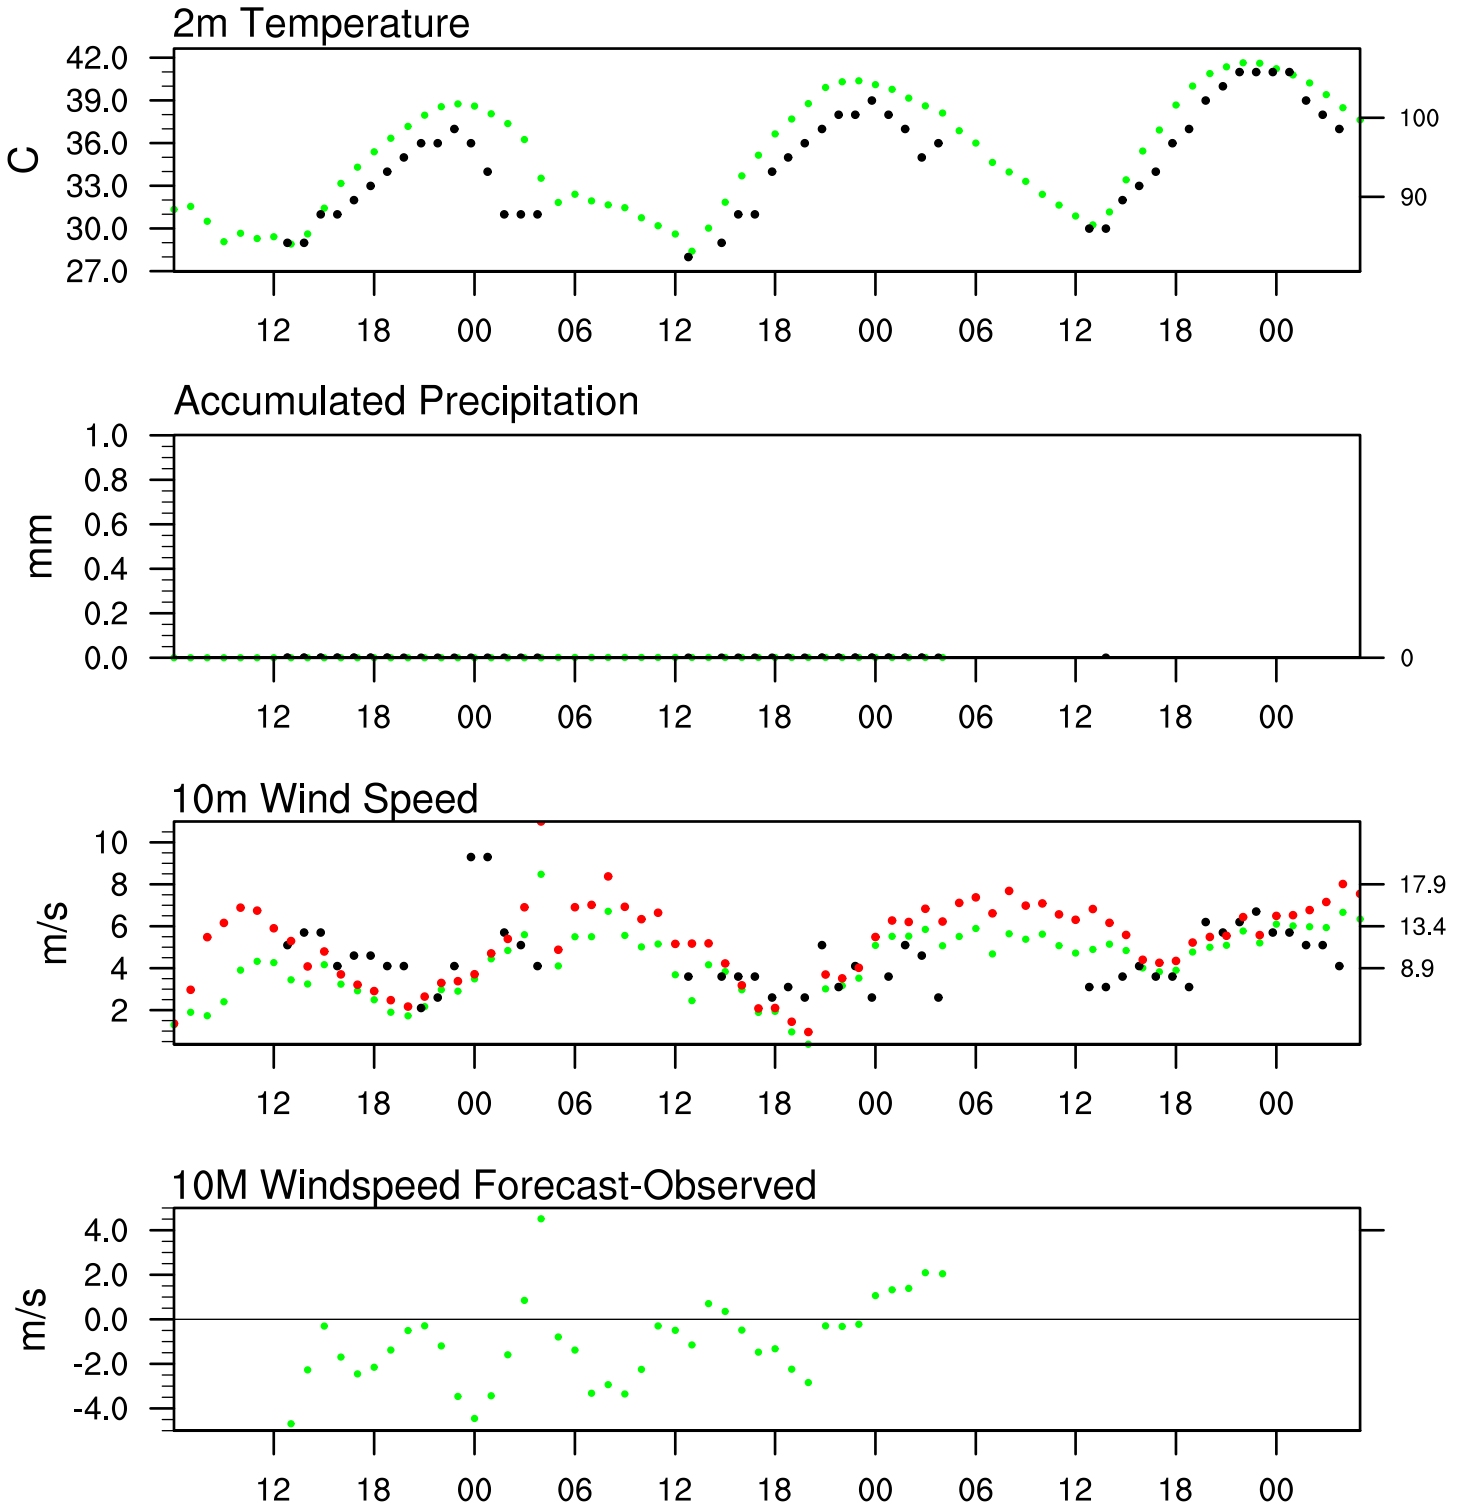 2m Temperature
42.0
39.0
36.0
33.0
30.0
27.0
C
100
90
12 18 00 06 12 18 00 06 12 18 00
Accumulated Precipitation
1.0
0.8
0.6
0.4
0.2
0.0
mm
0
12 18 00 06 12 18 00 06 12 18 00
10m Wind Speed
10
8
6
4
2
m/s
17.9
13.4
8.9
12 18 00 06 12 18 00 06 12 18 00
10M Windspeed Forecast-Observed
4.0
2.0
0.0
-2.0
-4.0
m/s
12 18 00 06 12 18 00 06 12 18 00